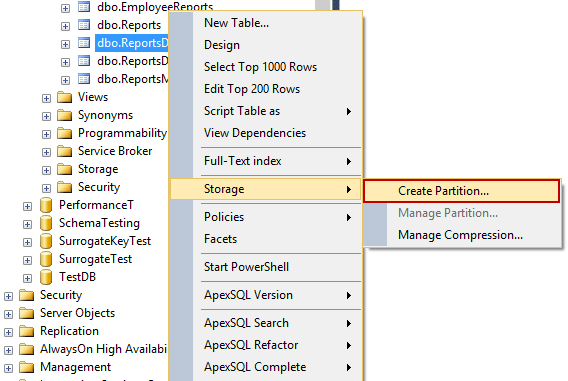 dbo.EmployeeReports
dbo.Reports
dbo.ReportsD
dbo.ReportsD
dbo.ReportsM
Views
Synonyms
Programmability
Service Broker
Storage
Security
PerformanceT
SchemaTesting
SurrogateKeyTest
SurrogateTest
TestDB
Security
Server Objects
Replication
AlwaysOn High Availabi
Management
New Table...
Design
Select Top 1000 Rows
Edit Top 200 Rows
Script Table as
View Dependencies
Full-Text index
Storage
Policies
Facets
Start PowerShell
ApexSQL Version
ApexSQL Search
ApexSQL Refactor
ApexSQL Complete
Create Partition...
Manage Partition...
Manage Compression...